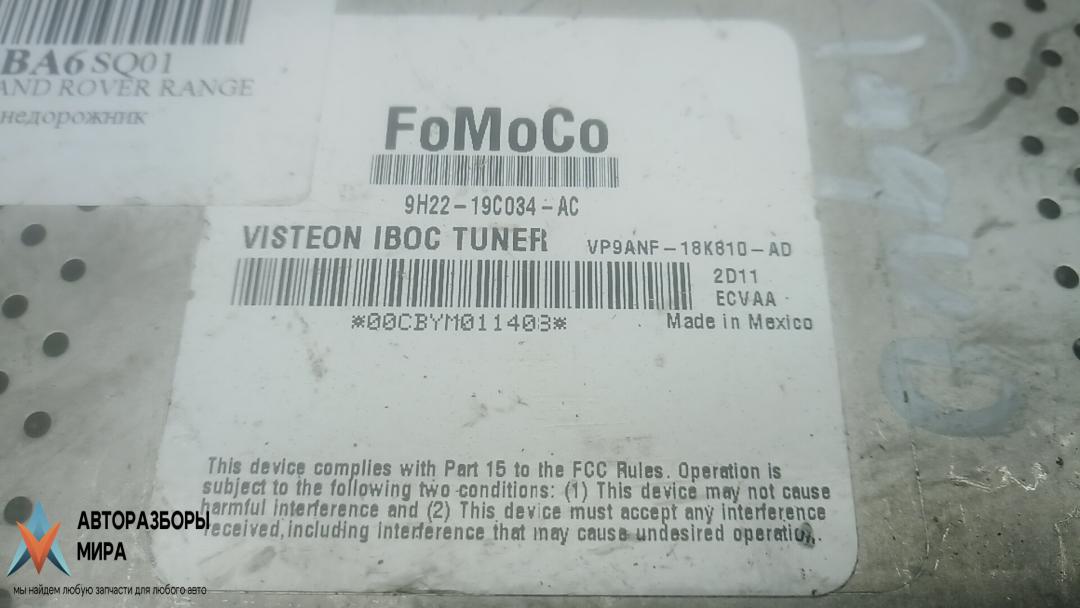 BA6 SQ01
AND ROVER RANGE
недорожник
FoMoCo
9H22-19C034-AC
VISTEON IBOC TUNER VP9ANF-18K810-AD
2D11
ECVAA
*00CBYM011403*
Made in Mexico
This device complies with Part 15 to the FCC Rules. Operation is
subject to the following two conditions: (1) This device may not cause
harmful interference and (2) This device must accept any interference
received, including interference that may cause undesired operation.
АВТОРАЗБОРЫ
МИРА
мы найдем любую запчасти для любого авто